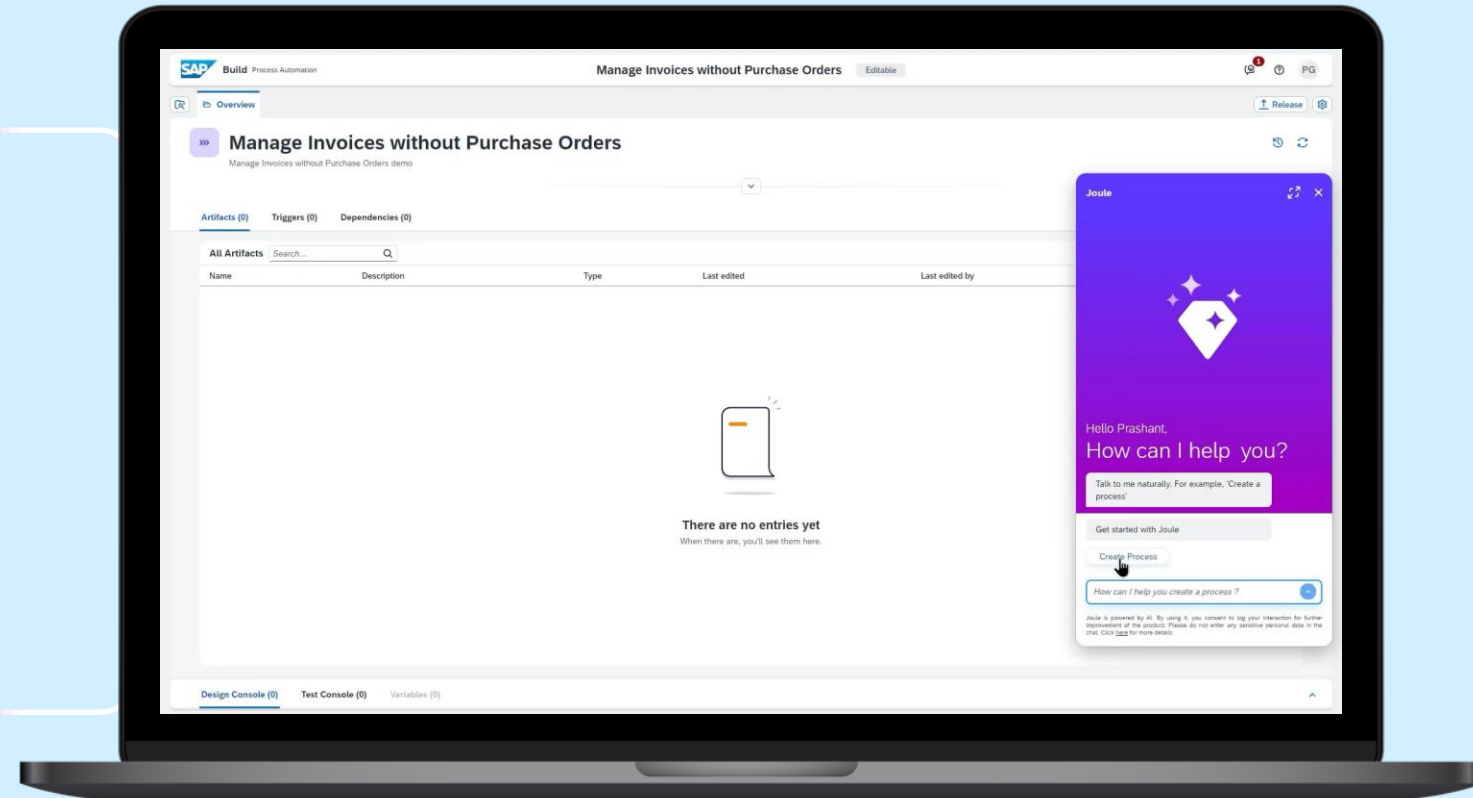 SAP Build Process Automation
Manage Invoices without Purchase Orders Editable
1
PG
Overview
Release
Manage Invoices without Purchase Orders
Manage Invoices without Purchase Orders demo
Artifacts (0) Triggers (0) Dependencies (0)
All Artifacts Search...
Name Description Type Last edited Last edited by
There are no entries yet
When there are, you'll see them here.
Joule
Hello Prashant,
How can I help you?
Talk to me naturally. For example, 'Create a
process'
Get started with Joule
Create Process
How can I help you create a process ?
Joule is powered by AI. By using it, you consent to log your interaction for further
improvement of the product. Please do not enter any sensitive personal data in the
chat. Click here for more details.
Design Console (0) Test Console (0) Variables (0)